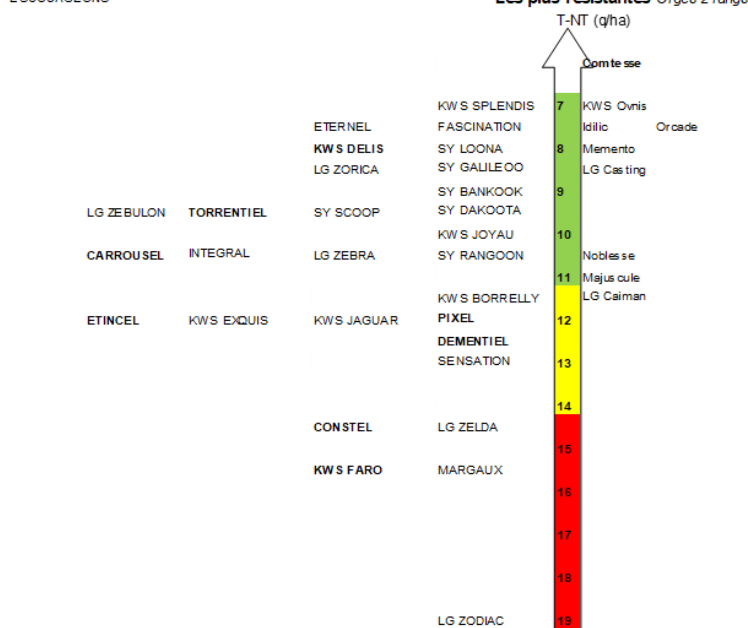 Les plus résistantes Orges 2 rangs
T-NT (q/ha)
Comtesse
KWS SPLENDIS 7 KWS Ovnis
ETERNEL FASCINATION Idilic Orcade
KWS DELIS SY LOONA 8 Memento
LG ZORICA SY GALILEOO LG Casting
SY BANKOOK 9
LG ZEBULON TORRENTIEL SY SCOOP SY DAKOOTA
KWS JOYAU 10
CARROUSEL INTEGRAL LG ZEBRA SY RANGOON Noblesse
11 Majuscule
KWS BORRELLY LG Caiman
ETINCEL KWS EXQUIS KWS JAGUAR PIXEL 12
DEMENTIEL
SENSATION 13
14
CONSTEL LG ZELDA
15
KWS FARO MARGAUX
16
17
18
LG ZODIAC 19